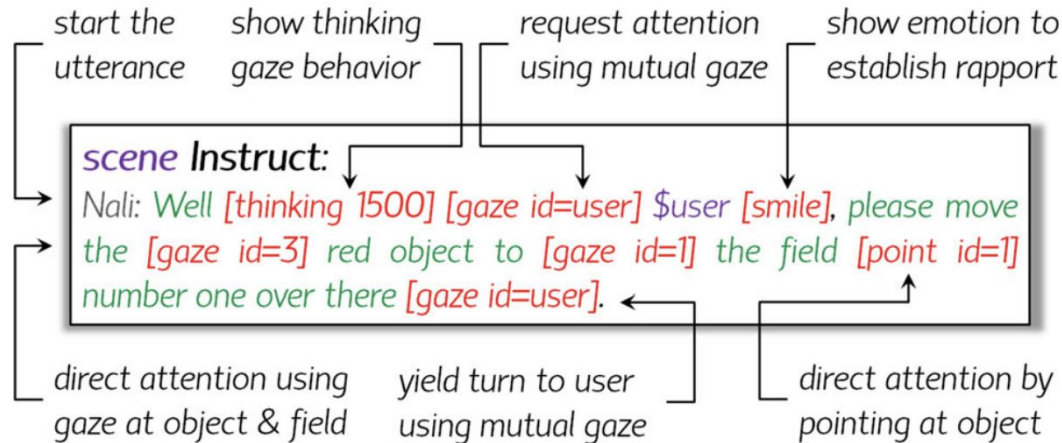 start the
utterance
show thinking
gaze behavior
request attention
using mutual gaze
show emotion to
establish rapport
scene Instruct:
Nali: Well [thinking 1500] [gaze id=user] $user [smile], please move
the [gaze id=3] red object to [gaze id=1] the field [point id=1]
number one over there [gaze id=user].
direct attention using
gaze at object & field
yield turn to user
using mutual gaze
direct attention by
pointing at object